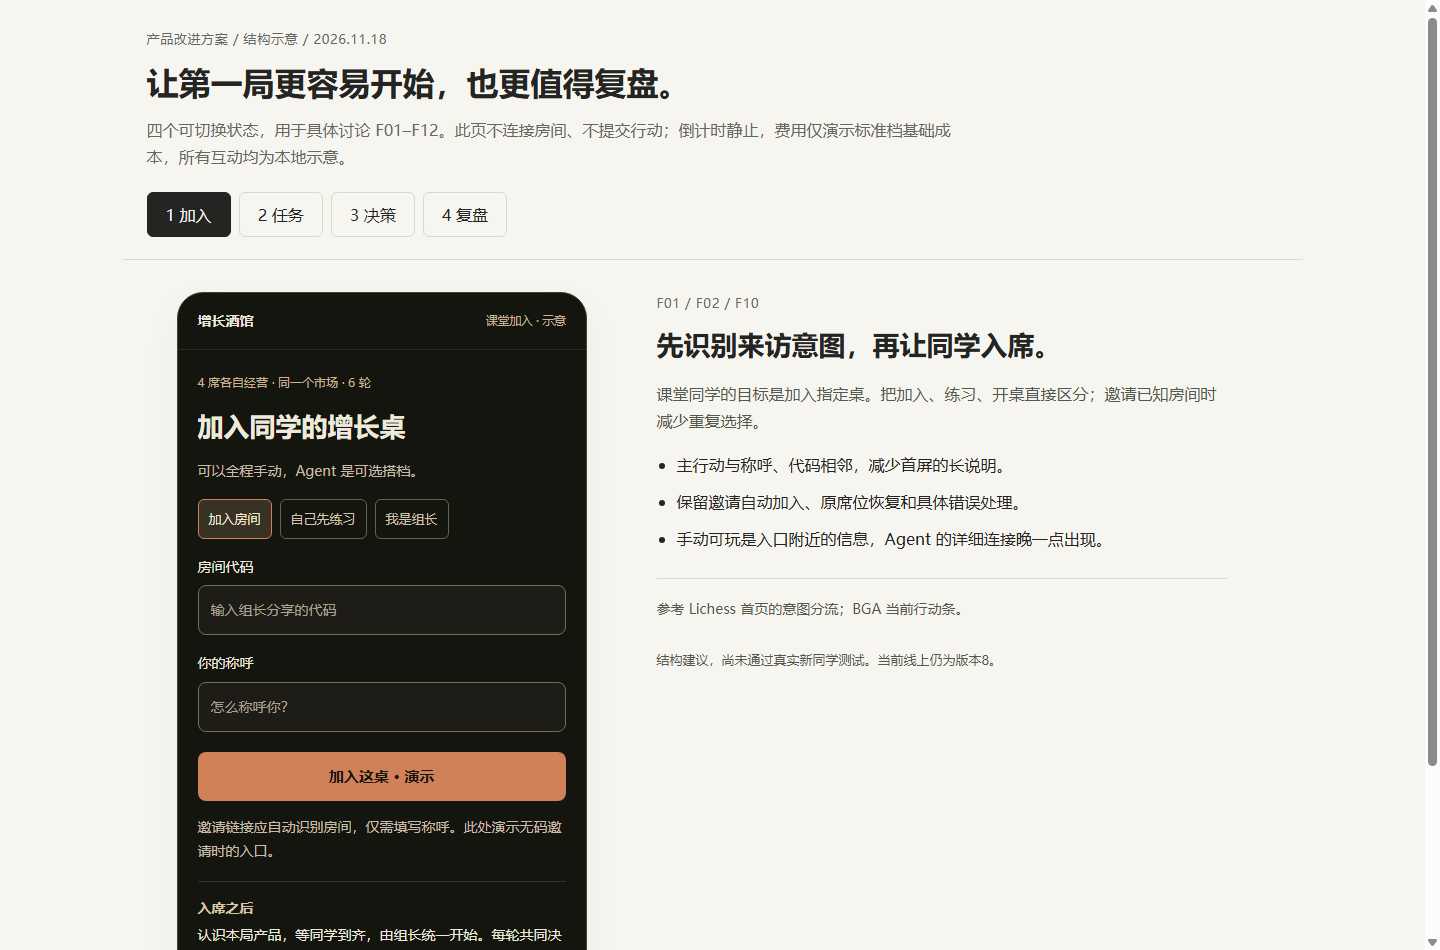 产品改进方案 / 结构示意 / 2026.11.18
让第一局更容易开始，也更值得复盘。
四个可切换状态，用于具体讨论 F01–F12。此页不连接房间、不提交行动；倒计时静止，费用仅演示标准档基础成
本，所有互动均为本地示意。
1 加入
2 任务
3 决策
4 复盘
增长酒馆
课堂加入 · 示意
4 席各自经营 · 同一个市场 · 6 轮
加入同学的增长桌
可以全程手动，Agent 是可选搭档。
加入房间
自己先练习
我是组长
房间代码
输入组长分享的代码
你的称呼
怎么称呼你？
加入这桌 · 演示
邀请链接应自动识别房间，仅需填写称呼。此处演示无码邀
请时的入口。
入席之后
认识本局产品，等同学到齐，由组长统一开始。每轮共同决
F01 / F02 / F10
先识别来访意图，再让同学入席。
课堂同学的目标是加入指定桌。把加入、练习、开桌直接区分；邀请已知房间时
减少重复选择。
主行动与称呼、代码相邻，减少首屏的长说明。
保留邀请自动加入、原席位恢复和具体错误处理。
手动可玩是入口附近的信息，Agent 的详细连接晚一点出现。
参考 Lichess 首页的意图分流；BGA 当前行动条。
结构建议，尚未通过真实新同学测试。当前线上仍为版本8。